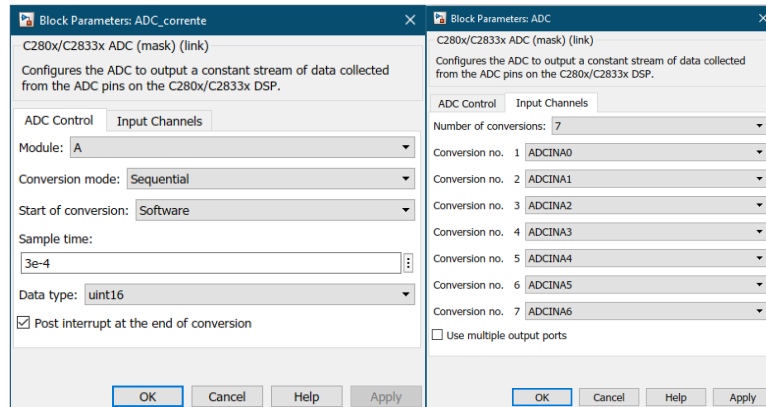 Block Parameters: ADC_corrente
C280x/C2833x ADC (mask) (link)
Configures the ADC to output a constant stream of data collected
from the ADC pins on the C280x/C2833x DSP.
ADC Control Input Channels
Module: A
Conversion mode: Sequential
Start of conversion: Software
Sample time:
3e-4
Data type: uint16
Post interrupt at the end of conversion
OK Cancel Help Apply
Block Parameters: ADC
C280x/C2833x ADC (mask) (link)
Configures the ADC to output a constant stream of data collected
from the ADC pins on the C280x/C2833x DSP.
ADC Control Input Channels
Number of conversions: 7
Conversion no. 1 ADCINA0
Conversion no. 2 ADCINA1
Conversion no. 3 ADCINA2
Conversion no. 4 ADCINA3
Conversion no. 5 ADCINA4
Conversion no. 6 ADCINA5
Conversion no. 7 ADCINA6
Use multiple output ports
OK Cancel Help Apply